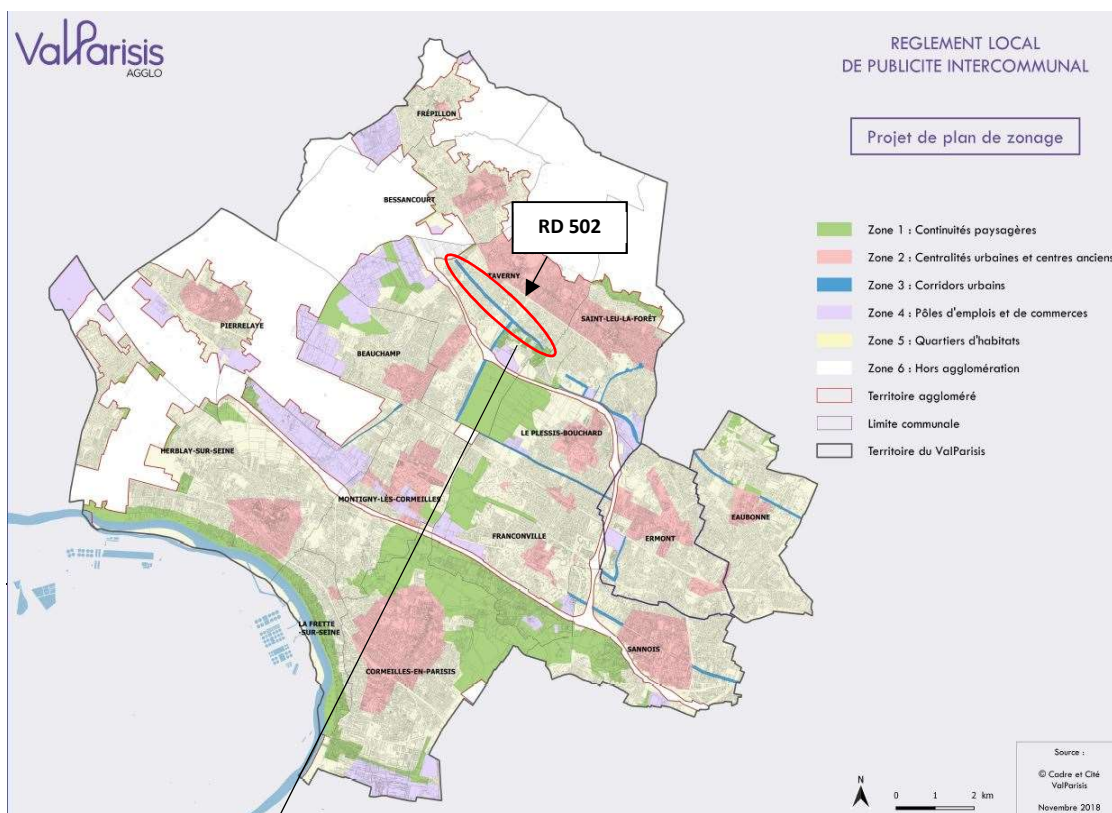 ValParisis
AGGLO
REGLEMENT LOCAL
DE PUBLICITE INTERCOMMUNAL
Projet de plan de zonage
FRÉPILLON
BESSANCOURT
RD 502
TAVERNY
SAINT-LEU-LA-FORÊT
PIERRELAYE
BEAUCHAMP
LE PLESSIS-BOUCHARD
HERBLAY-SUR-SEINE
MONTIGNY-LÈS-CORMEILLES
FRANCONVILLE
ERMONT
EAUBONNE
LA FRETTE
-SUR-SEINE
SANNOIS
CORMEILLES-EN-PARISIS
Zone 1 : Continuités paysagères
Zone 2 : Centralités urbaines et centres anciens
Zone 3 : Corridors urbains
Zone 4 : Pôles d'emplois et de commerces
Zone 5 : Quartiers d'habitats
Zone 6 : Hors agglomération
Territoire aggloméré
Limite communale
Territoire du ValParisis
N
0 1 2 km
Source :
© Cadre et Cité
ValParisis
Novembre 2018